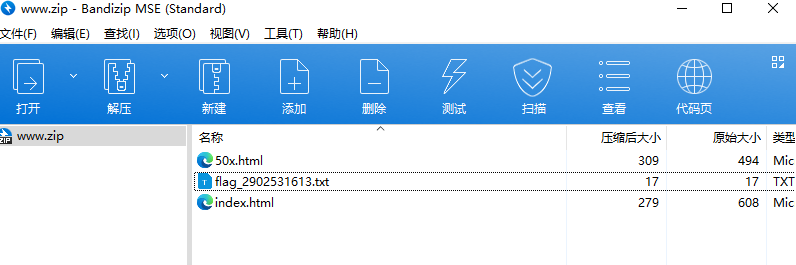 www.zip - Bandizip MSE (Standard)
文件(F) 编辑(E) 查找(I) 选项(O) 视图(V) 工具(T) 帮助(H)
打开 解压 新建 添加 删除 测试 扫描 查看 代码页
www.zip
名称 压缩后大小 原始大小 类型
50x.html 309 494 Mic
flag_2902531613.txt 17 17 TXT
index.html 279 608 Mic